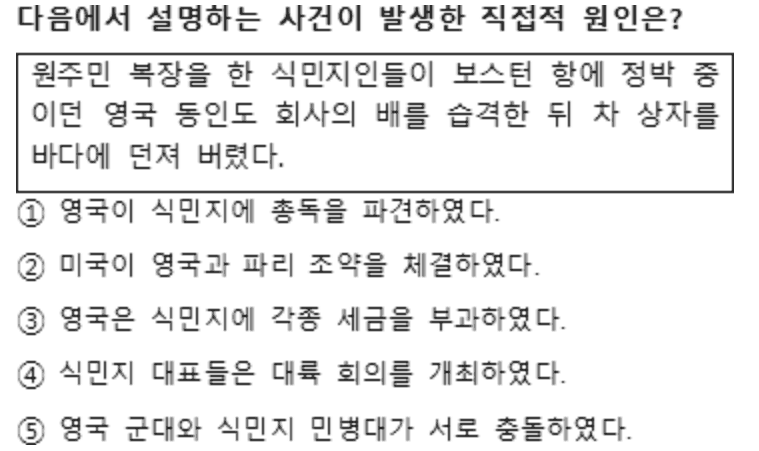 다음에서 설명하는 사건이 발생한 직접적 원인은?
원주민 복장을 한 식민지인들이 보스턴 항에 정박 중
이던 영국 동인도 회사의 배를 습격한 뒤 차 상자를
바다에 던져 버렸다.
① 영국이 식민지에 총독을 파견하였다.
② 미국이 영국과 파리 조약을 체결하였다.
③ 영국은 식민지에 각종 세금을 부과하였다.
④ 식민지 대표들은 대륙 회의를 개최하였다.
⑤ 영국 군대와 식민지 민병대가 서로 충돌하였다.